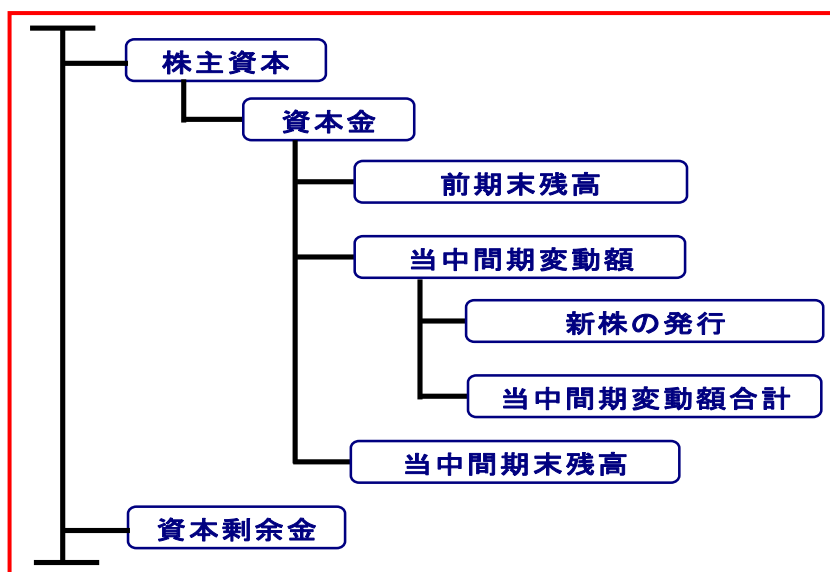 株主資本
資本金
前期末残高
当中間期変動額
新株の発行
当中間期変動額合計
当中間期末残高
資本剰余金